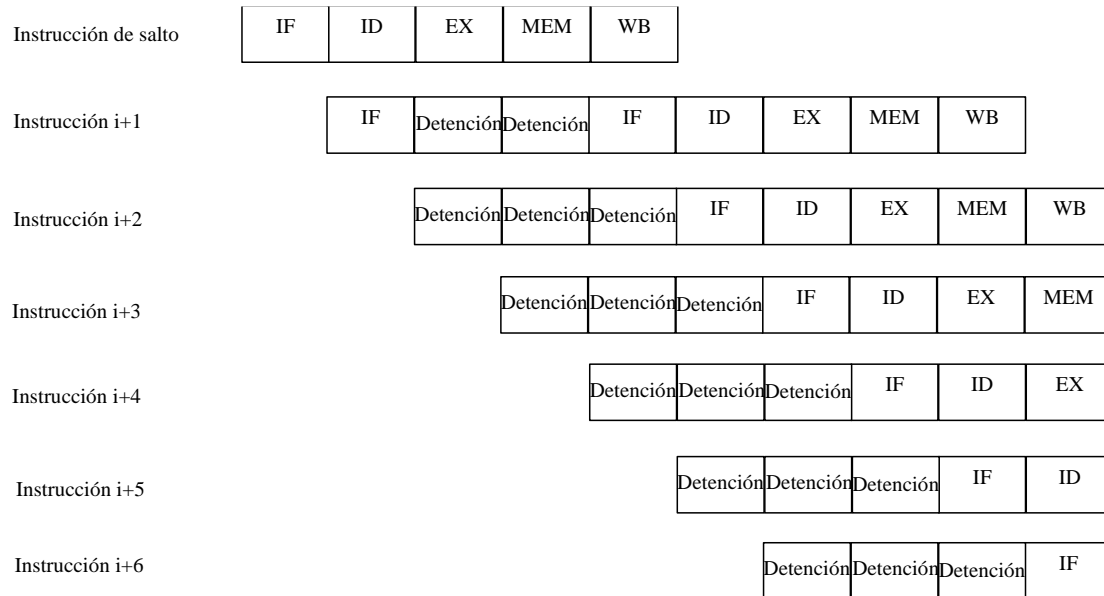 Instrucción de salto IF ID EX MEM WB
Instrucción i+1 IF Detención Detención IF ID EX MEM WB
Instrucción i+2 Detención Detención Detención IF ID EX MEM WB
Instrucción i+3 Detención Detención Detención IF ID EX MEM
Instrucción i+4 Detención Detención Detención IF ID EX
Instrucción i+5 Detención Detención Detención IF ID
Instrucción i+6 Detención Detención Detención IF